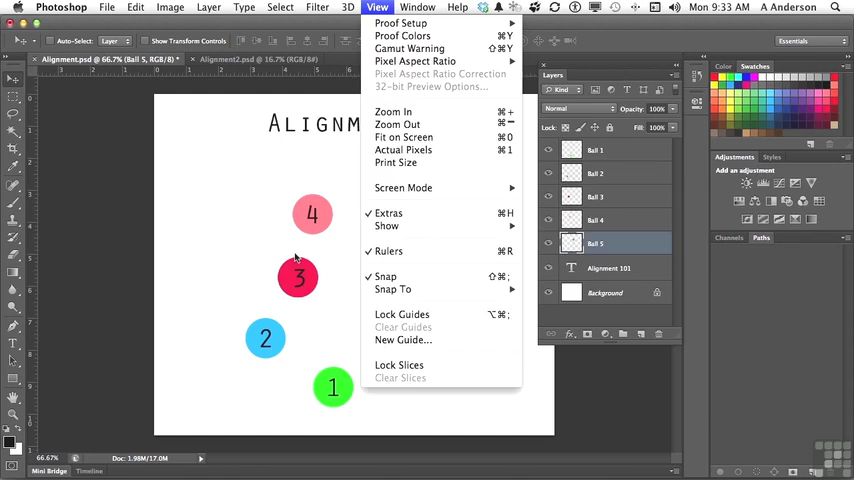 Photoshop File Edit Image Layer Type Select Filter 3D View Window Help Mon 9:33 AM A Anderson
Auto-Select: Layer Show Transform Controls Essentials
Alignment.psd @ 66.7% (Ball 5, RGB/8) * Alignment2.psd @ 16.7% (RGB/8#)
Proof Setup
Proof Colors ⌘Y
Gamut Warning ⇧⌘Y
Pixel Aspect Ratio
Pixel Aspect Ratio Correction
32-bit Preview Options...
Zoom In ⌘+
Zoom Out ⌘−
Fit on Screen ⌘0
Actual Pixels ⌘1
Print Size
Screen Mode
Extras ⌘H
Show
Rulers ⌘R
Snap ⇧⌘;
Snap To
Lock Guides ⌥⌘;
Clear Guides
New Guide...
Lock Slices
Clear Slices
ALIGNM
4
3
2
1
Layers
Kind
Normal Opacity: 100%
Lock: Fill: 100%
Ball 1
Ball 2
Ball 3
Ball 4
Ball 5
T Alignment 101
Background
Color Swatches
Adjustments Styles
Add an adjustment
Channels Paths
66.67% Doc: 1.98M/17.0M
Mini Bridge Timeline